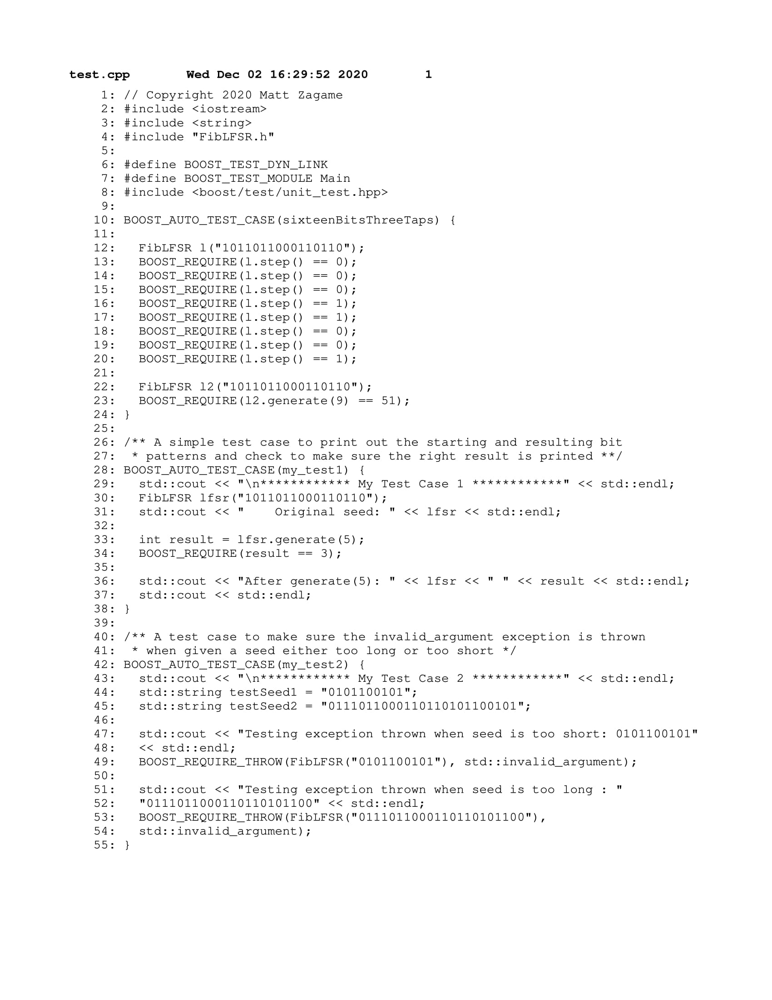 test.cpp Wed Dec 02 16:29:52 2020 1
1: // Copyright 2020 Matt Zagame
2: #include <iostream>
3: #include <string>
4: #include "FibLFSR.h"
5:
6: #define BOOST_TEST_DYN_LINK
7: #define BOOST_TEST_MODULE Main
8: #include <boost/test/unit_test.hpp>
9:
10: BOOST_AUTO_TEST_CASE(sixteenBitsThreeTaps) {
11:
12:   FibLFSR l("1011011000110110");
13:   BOOST_REQUIRE(l.step() == 0);
14:   BOOST_REQUIRE(l.step() == 0);
15:   BOOST_REQUIRE(l.step() == 0);
16:   BOOST_REQUIRE(l.step() == 1);
17:   BOOST_REQUIRE(l.step() == 1);
18:   BOOST_REQUIRE(l.step() == 0);
19:   BOOST_REQUIRE(l.step() == 0);
20:   BOOST_REQUIRE(l.step() == 1);
21:
22:   FibLFSR l2("1011011000110110");
23:   BOOST_REQUIRE(l2.generate(9) == 51);
24: }
25:
26: /** A simple test case to print out the starting and resulting bit
27:  * patterns and check to make sure the right result is printed **/
28: BOOST_AUTO_TEST_CASE(my_test1) {
29:   std::cout << "\n************ My Test Case 1 ************" << std::endl;
30:   FibLFSR lfsr("1011011000110110");
31:   std::cout << "    Original seed: " << lfsr << std::endl;
32:
33:   int result = lfsr.generate(5);
34:   BOOST_REQUIRE(result == 3);
35:
36:   std::cout << "After generate(5): " << lfsr << " " << result << std::endl;
37:   std::cout << std::endl;
38: }
39:
40: /** A test case to make sure the invalid_argument exception is thrown
41:  * when given a seed either too long or too short */
42: BOOST_AUTO_TEST_CASE(my_test2) {
43:   std::cout << "\n************ My Test Case 2 ************" << std::endl;
44:   std::string testSeed1 = "0101100101";
45:   std::string testSeed2 = "0111011000110110101100101";
46:
47:   std::cout << "Testing exception thrown when seed is too short: 0101100101"
48:   << std::endl;
49:   BOOST_REQUIRE_THROW(FibLFSR("0101100101"), std::invalid_argument);
50:
51:   std::cout << "Testing exception thrown when seed is too long : "
52:   "0111011000110110101100" << std::endl;
53:   BOOST_REQUIRE_THROW(FibLFSR("0111011000110110101100"),
54:   std::invalid_argument);
55: }